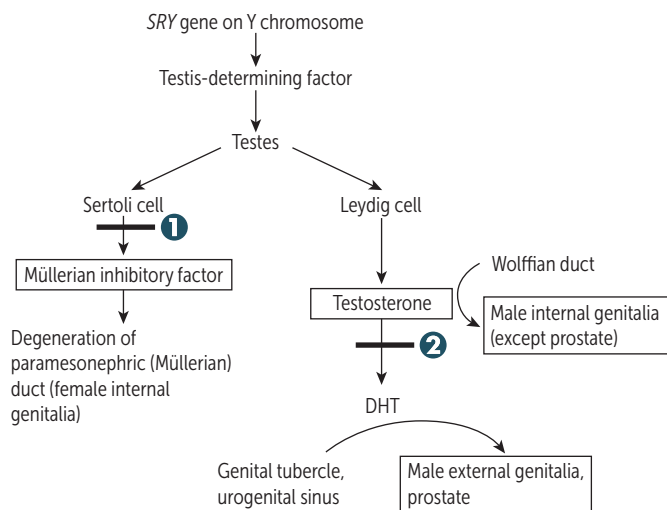 SRY gene on Y chromosome
Testis-determining factor
Testes
Sertoli cell
Leydig cell
1
Müllerian inhibitory factor
Wolffian duct
Testosterone
Male internal genitalia
(except prostate)
Degeneration of
paramesonephric (Müllerian)
duct (female internal
genitalia)
2
DHT
Genital tubercle,
urogenital sinus
Male external genitalia,
prostate